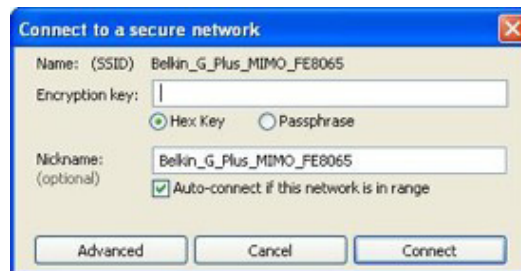 Connect to a secure network
Name: (SSID) Belkin_G_Plus_MIMO_FE8065
Encryption key:
Hex Key Passphrase
Nickname: Belkin_G_Plus_MIMO_FE8065
(optional)
Auto-connect if this network is in range
Advanced Cancel Connect